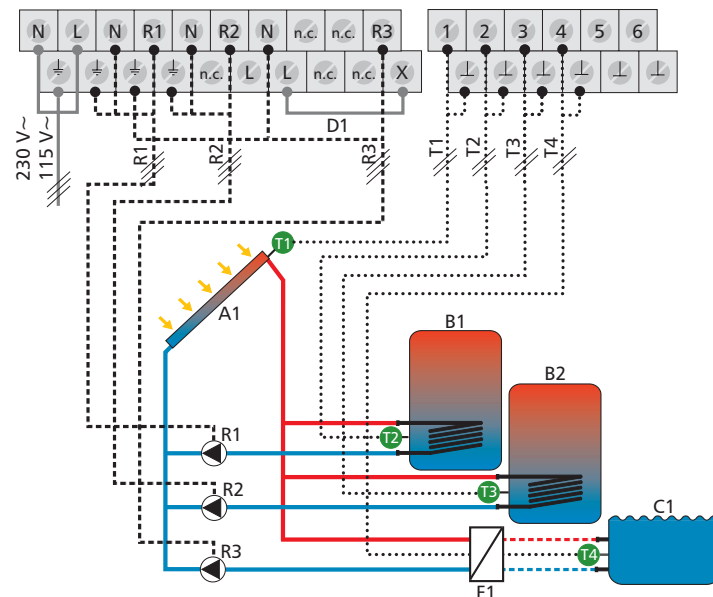 N L N R1 N R2 N n.c. n.c. R3
n.c. L L n.c. n.c. X
1 2 3 4 5 6
D1
230 V~
115 V~
R1
R2
R3
T1
T2
T3
T4
T1
A1
B1
B2
T2
R1
T3
R2
C1
R3
T4
F1